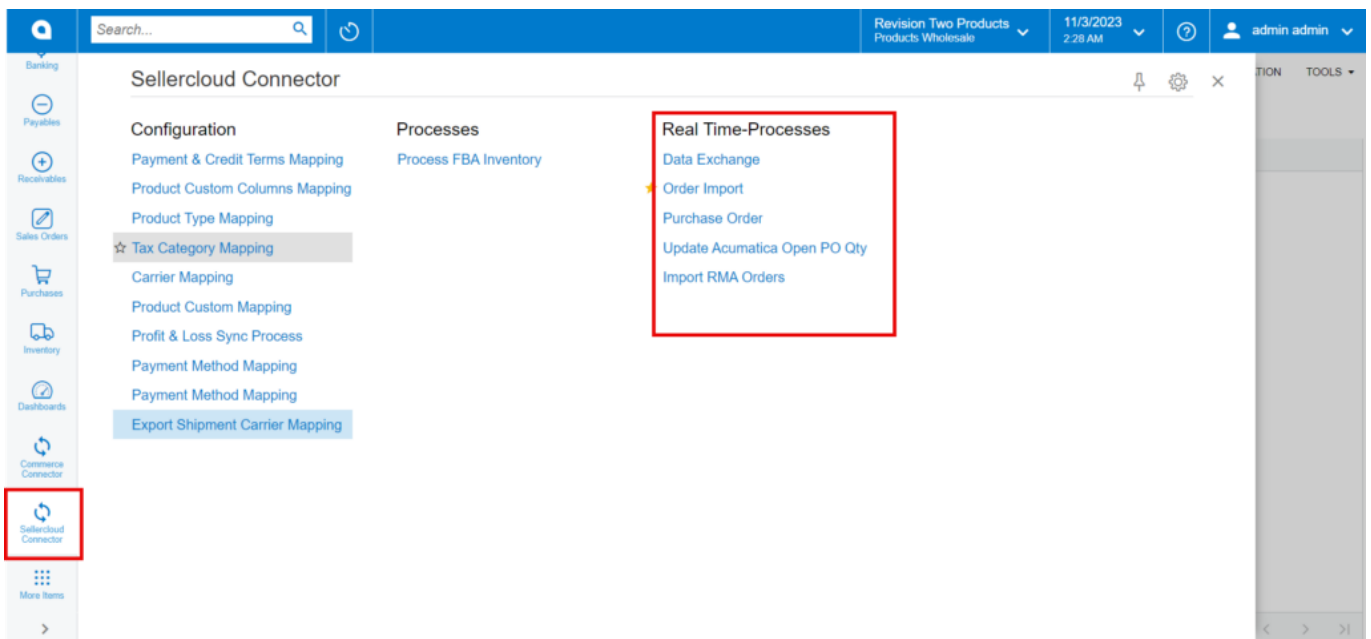 Search...
Revision Two Products
Products Wholesale
11/3/2023
2:28 AM
admin admin
Banking
Payables
Receivables
Sales Orders
Purchases
Inventory
Dashboards
Commerce
Connector
Sellercloud
Connector
More Items
Sellercloud Connector
TION
TOOLS
Configuration
Payment & Credit Terms Mapping
Product Custom Columns Mapping
Product Type Mapping
Tax Category Mapping
Carrier Mapping
Product Custom Mapping
Profit & Loss Sync Process
Payment Method Mapping
Payment Method Mapping
Export Shipment Carrier Mapping
Processes
Process FBA Inventory
Real Time-Processes
Data Exchange
Order Import
Purchase Order
Update Acumatica Open PO Qty
Import RMA Orders